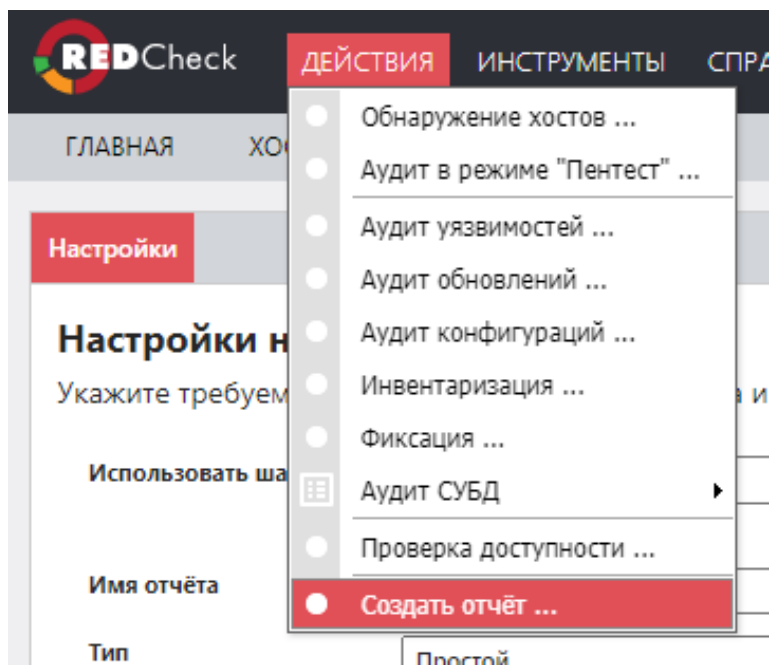 REDCheck ДЕЙСТВИЯ ИНСТРУМЕНТЫ СПРА
Обнаружение хостов ...
ГЛАВНАЯ ХО
Аудит в режиме "Пентест" ...
Аудит уязвимостей ...
Настройки
Аудит обновлений ...
Аудит конфигураций ...
Настройки н
Инвентаризация ...
Укажите требуем а и
Фиксация ...
Использовать ша
Аудит СУБД
Проверка доступности ...
Имя отчёта
Создать отчёт ...
Тип
Простой